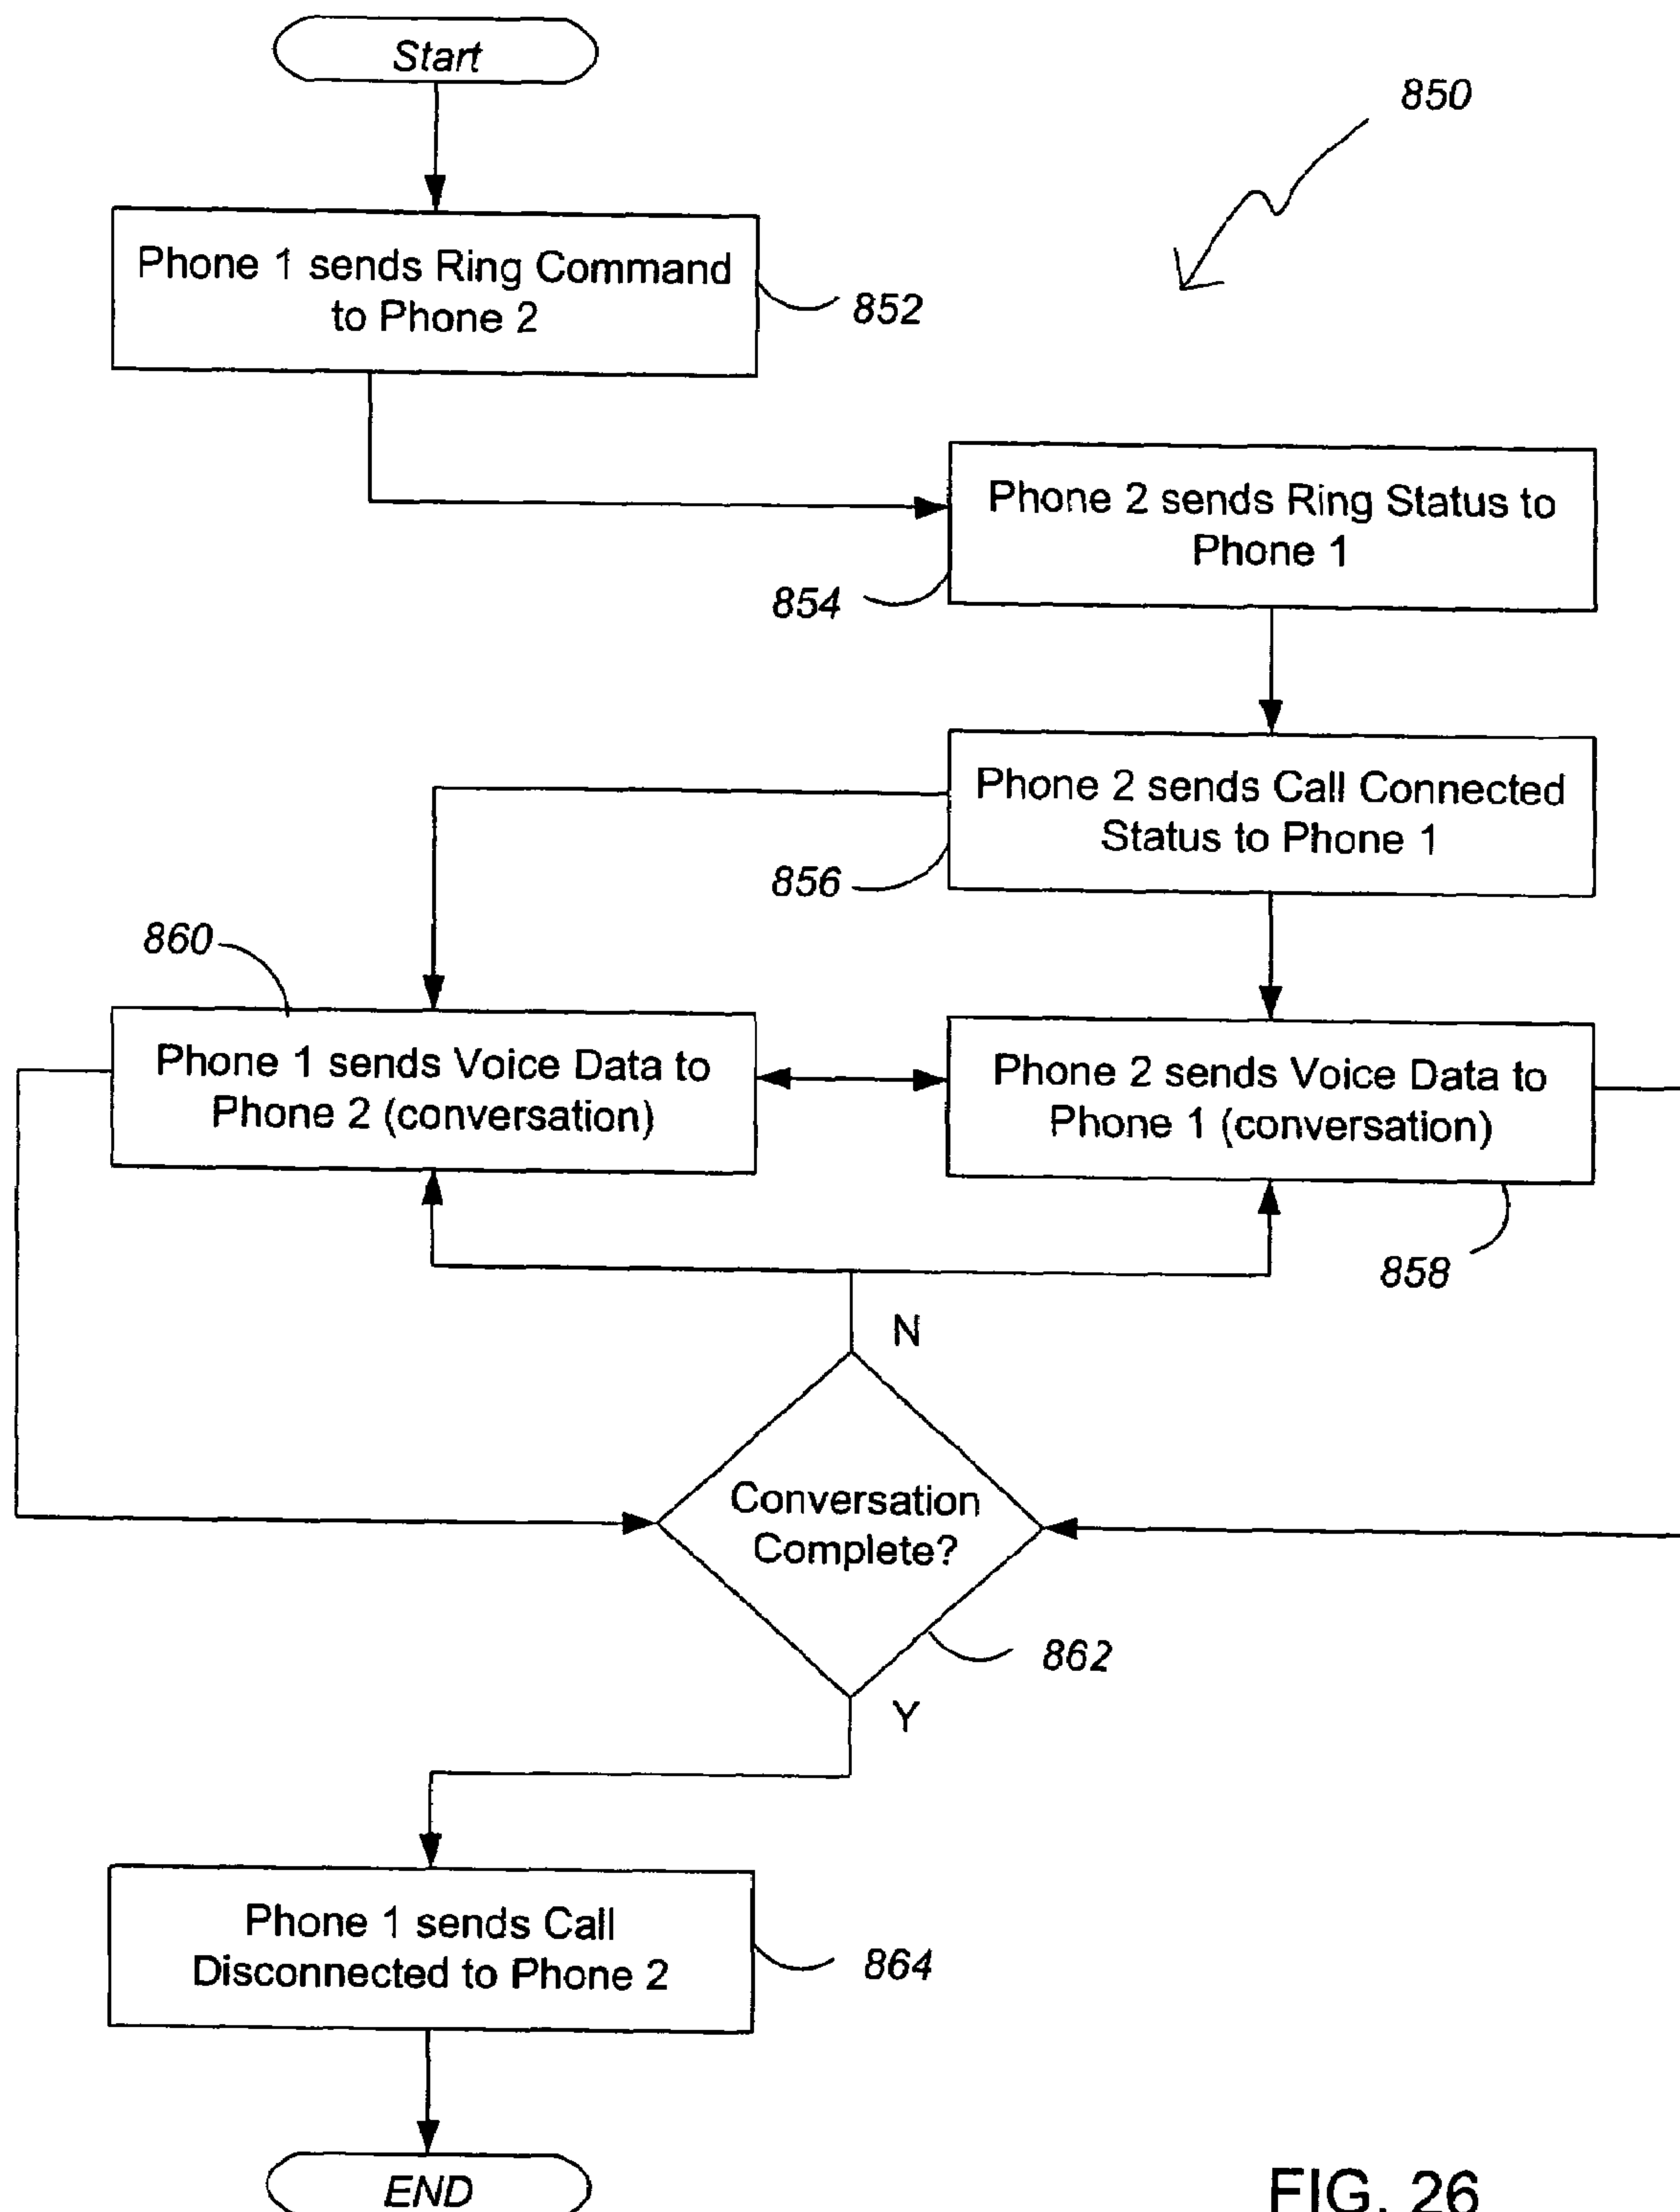 Start
850
Phone 1 sends Ring Command
to Phone 2
852
Phone 2 sends Ring Status to
Phone 1
854
Phone 2 sends Call Connected
Status to Phone 1
856
860
Phone 1 sends Voice Data to
Phone 2 (conversation)
Phone 2 sends Voice Data to
Phone 1 (conversation)
858
N
Conversation
Complete?
862
Y
Phone 1 sends Call
Disconnected to Phone 2
864
END
FIG. 26